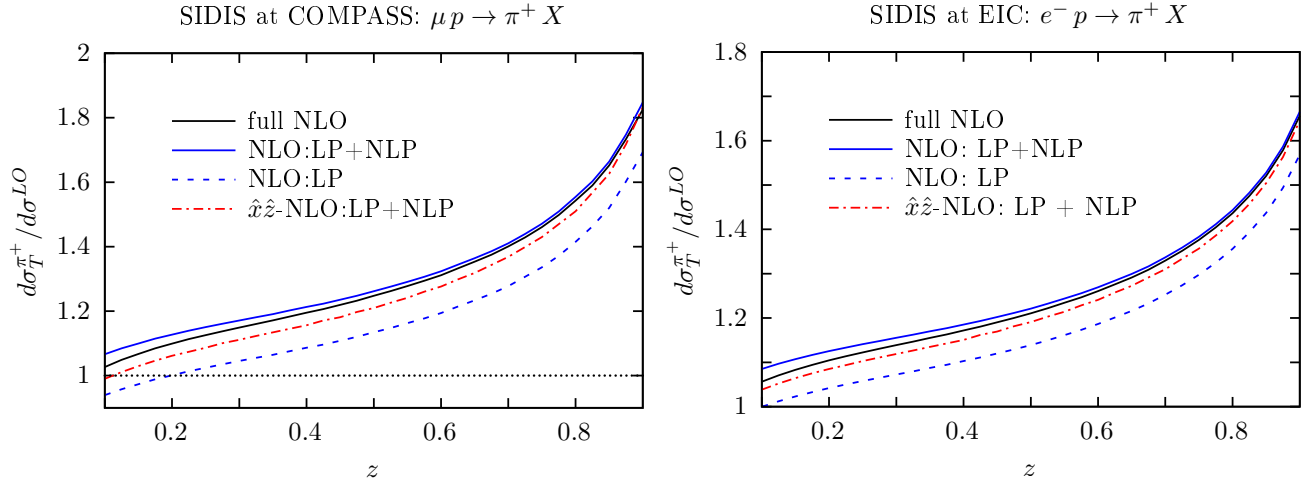 SIDIS at COMPASS: μ p → π⁺ X
dσ_T^{π⁺}/dσ^{LO}
2
1.8
1.6
1.4
1.2
1
full NLO
NLO:LP+NLP
NLO:LP
x̂ẑ-NLO:LP+NLP
0.2 0.4 0.6 0.8
z
SIDIS at EIC: e⁻ p → π⁺ X
dσ_T^{π⁺}/dσ^{LO}
1.8
1.6
1.4
1.2
1
full NLO
NLO: LP+NLP
NLO: LP
x̂ẑ-NLO: LP + NLP
0.2 0.4 0.6 0.8
z